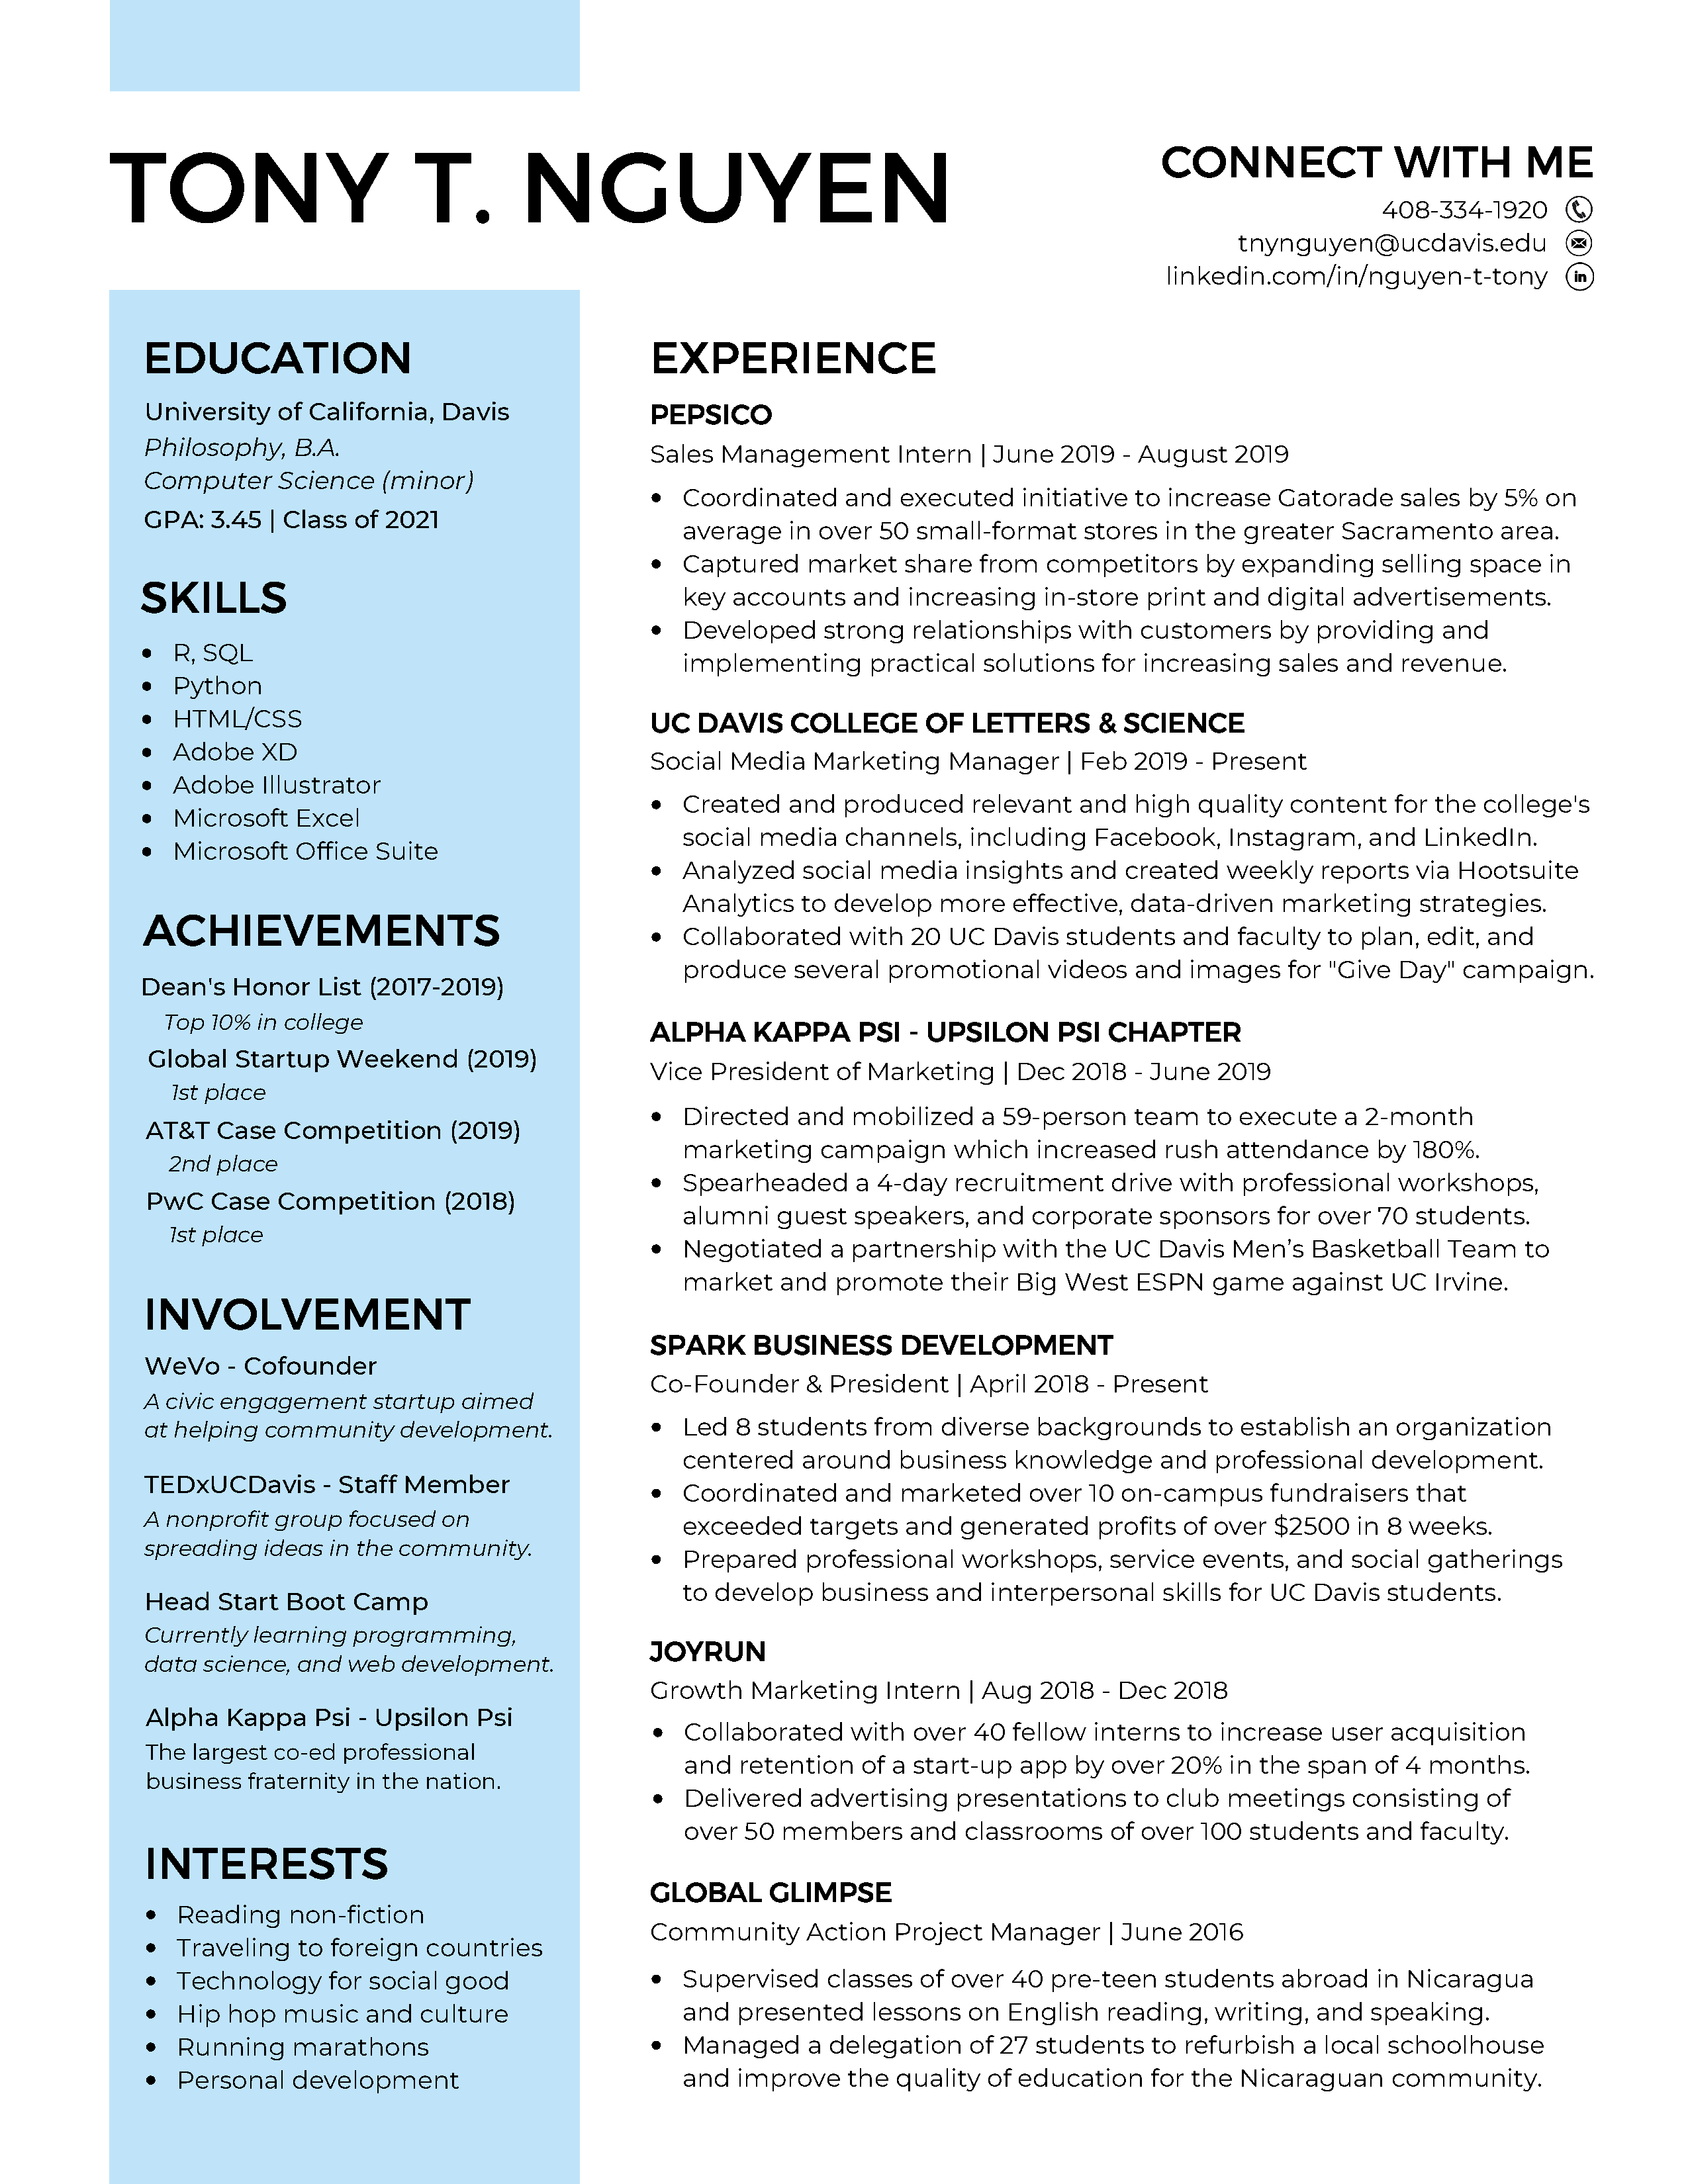 TONY T. NGUYEN
CONNECT WITH ME
408-334-1920
tnynguyen@ucdavis.edu
linkedin.com/in/nguyen-t-tony
EDUCATION
University of California, Davis
Philosophy, B.A.
Computer Science (minor)
GPA: 3.45 | Class of 2021
SKILLS
• R, SQL
• Python
• HTML/CSS
• Adobe XD
• Adobe Illustrator
• Microsoft Excel
• Microsoft Office Suite
ACHIEVEMENTS
Dean's Honor List (2017-2019)
Top 10% in college
Global Startup Weekend (2019)
1st place
AT&T Case Competition (2019)
2nd place
PwC Case Competition (2018)
1st place
INVOLVEMENT
WeVo - Cofounder
A civic engagement startup aimed
at helping community development.
TEDxUCDavis - Staff Member
A nonprofit group focused on
spreading ideas in the community.
Head Start Boot Camp
Currently learning programming,
data science, and web development.
Alpha Kappa Psi - Upsilon Psi
The largest co-ed professional
business fraternity in the nation.
INTERESTS
• Reading non-fiction
• Traveling to foreign countries
• Technology for social good
• Hip hop music and culture
• Running marathons
• Personal development
EXPERIENCE
PEPSICO
Sales Management Intern | June 2019 - August 2019
• Coordinated and executed initiative to increase Gatorade sales by 5% on
average in over 50 small-format stores in the greater Sacramento area.
• Captured market share from competitors by expanding selling space in
key accounts and increasing in-store print and digital advertisements.
• Developed strong relationships with customers by providing and
implementing practical solutions for increasing sales and revenue.
UC DAVIS COLLEGE OF LETTERS & SCIENCE
Social Media Marketing Manager | Feb 2019 - Present
• Created and produced relevant and high quality content for the college's
social media channels, including Facebook, Instagram, and LinkedIn.
• Analyzed social media insights and created weekly reports via Hootsuite
Analytics to develop more effective, data-driven marketing strategies.
• Collaborated with 20 UC Davis students and faculty to plan, edit, and
produce several promotional videos and images for "Give Day" campaign.
ALPHA KAPPA PSI - UPSILON PSI CHAPTER
Vice President of Marketing | Dec 2018 - June 2019
• Directed and mobilized a 59-person team to execute a 2-month
marketing campaign which increased rush attendance by 180%.
• Spearheaded a 4-day recruitment drive with professional workshops,
alumni guest speakers, and corporate sponsors for over 70 students.
• Negotiated a partnership with the UC Davis Men’s Basketball Team to
market and promote their Big West ESPN game against UC Irvine.
SPARK BUSINESS DEVELOPMENT
Co-Founder & President | April 2018 - Present
• Led 8 students from diverse backgrounds to establish an organization
centered around business knowledge and professional development.
• Coordinated and marketed over 10 on-campus fundraisers that
exceeded targets and generated profits of over $2500 in 8 weeks.
• Prepared professional workshops, service events, and social gatherings
to develop business and interpersonal skills for UC Davis students.
JOYRUN
Growth Marketing Intern | Aug 2018 - Dec 2018
• Collaborated with over 40 fellow interns to increase user acquisition
and retention of a start-up app by over 20% in the span of 4 months.
• Delivered advertising presentations to club meetings consisting of
over 50 members and classrooms of over 100 students and faculty.
GLOBAL GLIMPSE
Community Action Project Manager | June 2016
• Supervised classes of over 40 pre-teen students abroad in Nicaragua
and presented lessons on English reading, writing, and speaking.
• Managed a delegation of 27 students to refurbish a local schoolhouse
and improve the quality of education for the Nicaraguan community.